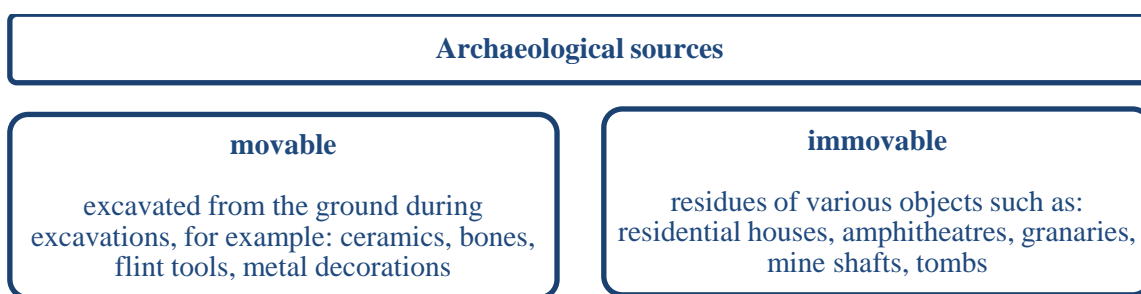 Archaeological sources
movable
excavated from the ground during
excavations, for example: ceramics, bones,
flint tools, metal decorations
immovable
residues of various objects such as:
residential houses, amphitheatres, granaries,
mine shafts, tombs